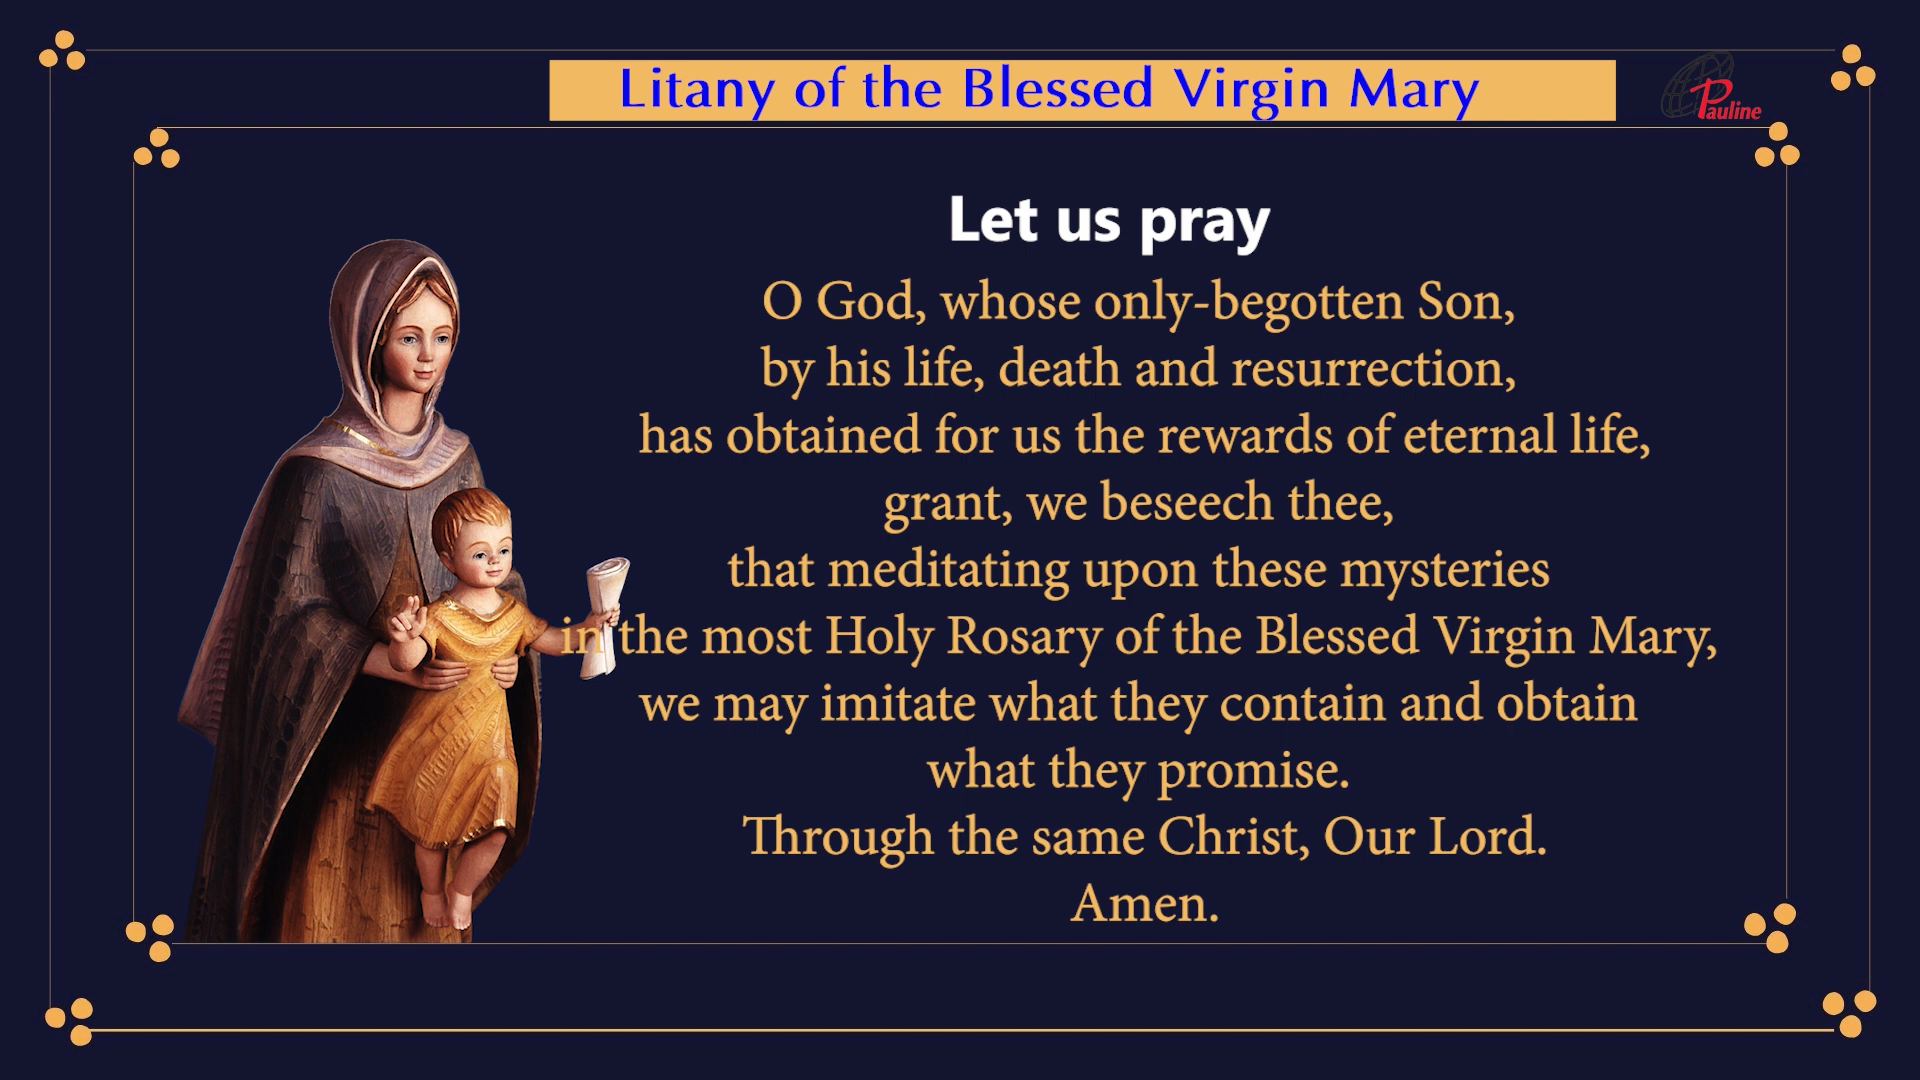 Litany of the Blessed Virgin Mary
Pauline
Let us pray
O God, whose only-begotten Son,
by his life, death and resurrection,
has obtained for us the rewards of eternal life,
grant, we beseech thee,
that meditating upon these mysteries
in the most Holy Rosary of the Blessed Virgin Mary,
we may imitate what they contain and obtain
what they promise.
Through the same Christ, Our Lord.
Amen.